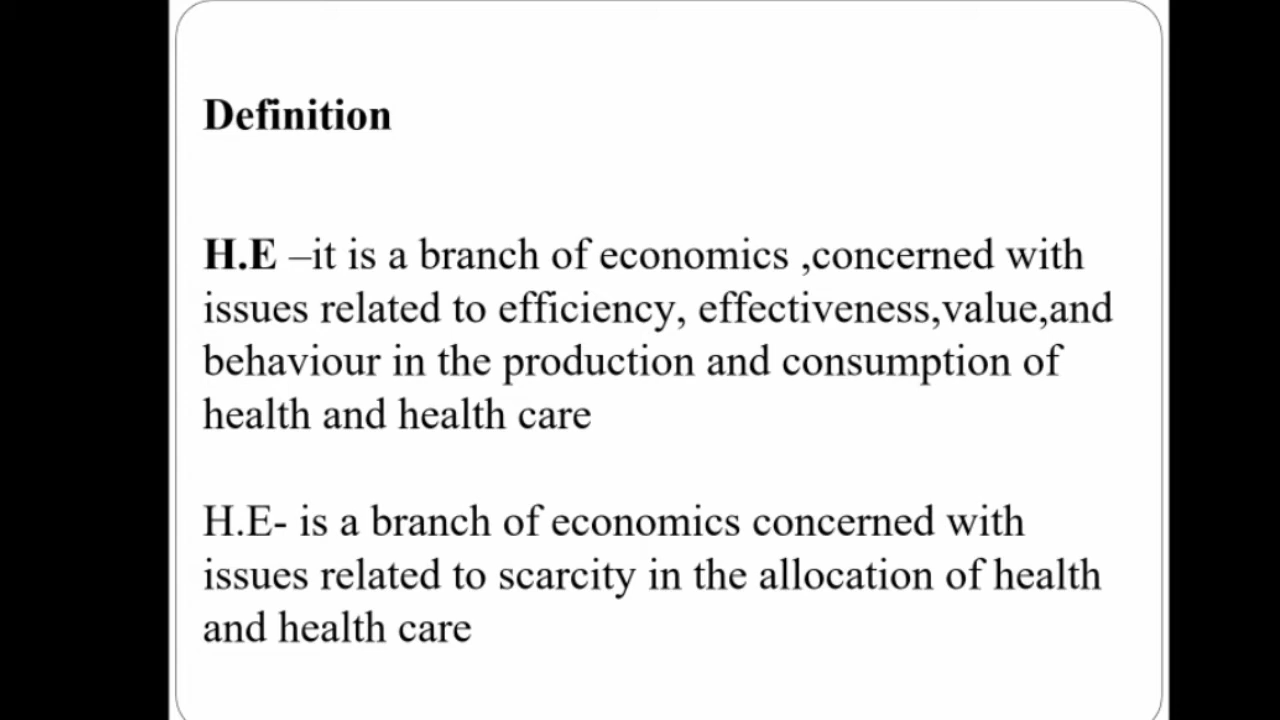 Definition
H.E –it is a branch of economics ,concerned with
issues related to efficiency, effectiveness,value,and
behaviour in the production and consumption of
health and health care
H.E- is a branch of economics concerned with
issues related to scarcity in the allocation of health
and health care